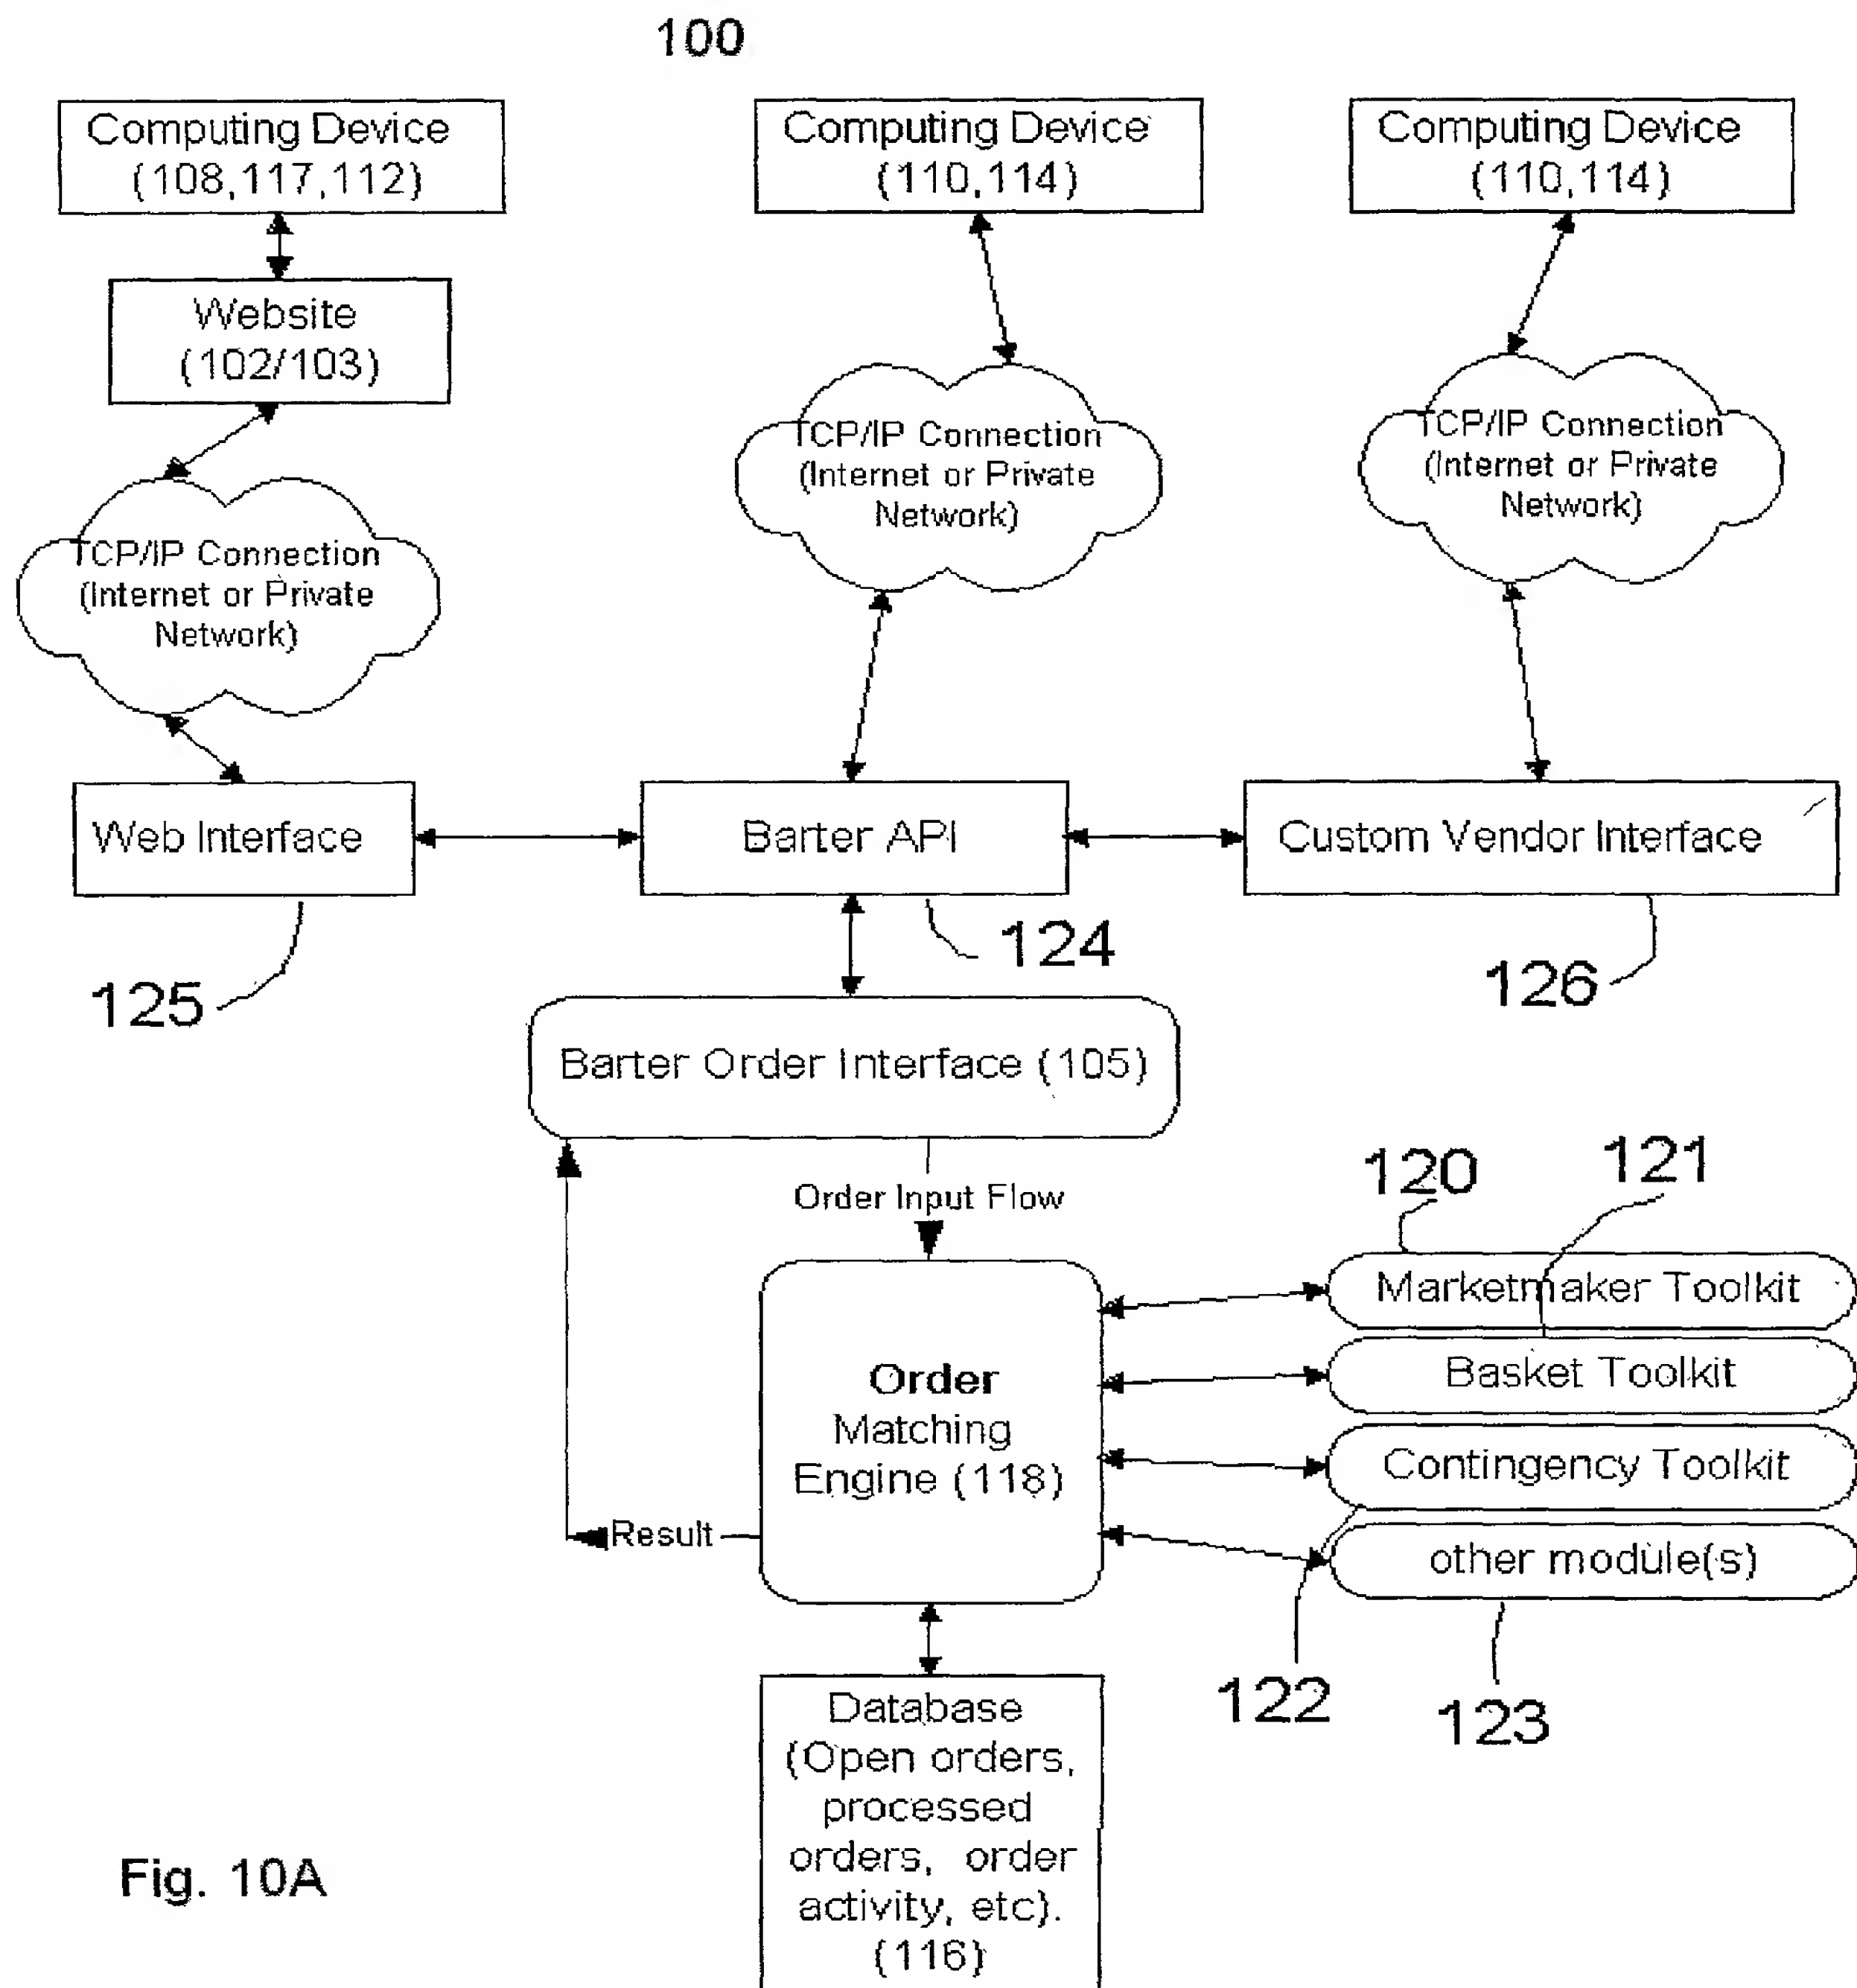 100
Computing Device
(108,117,112)
Computing Device
(110,114)
Computing Device
(110,114)
Website
(102/103)
TCP/IP Connection
(Internet or Private
Network)
TCP/IP Connection
(Internet or Private
Network)
TCP/IP Connection
(Internet or Private
Network)
Web Interface
Barter API
Custom Vendor Interface
125
124
126
Barter Order Interface (105)
Order Input Flow
120
121
Marketmaker Toolkit
Basket Toolkit
Contingency Toolkit
other module(s)
Order
Matching
Engine (118)
Result
122
123
Database
(Open orders,
processed
orders, order
activity, etc).
(116)
Fig. 10A